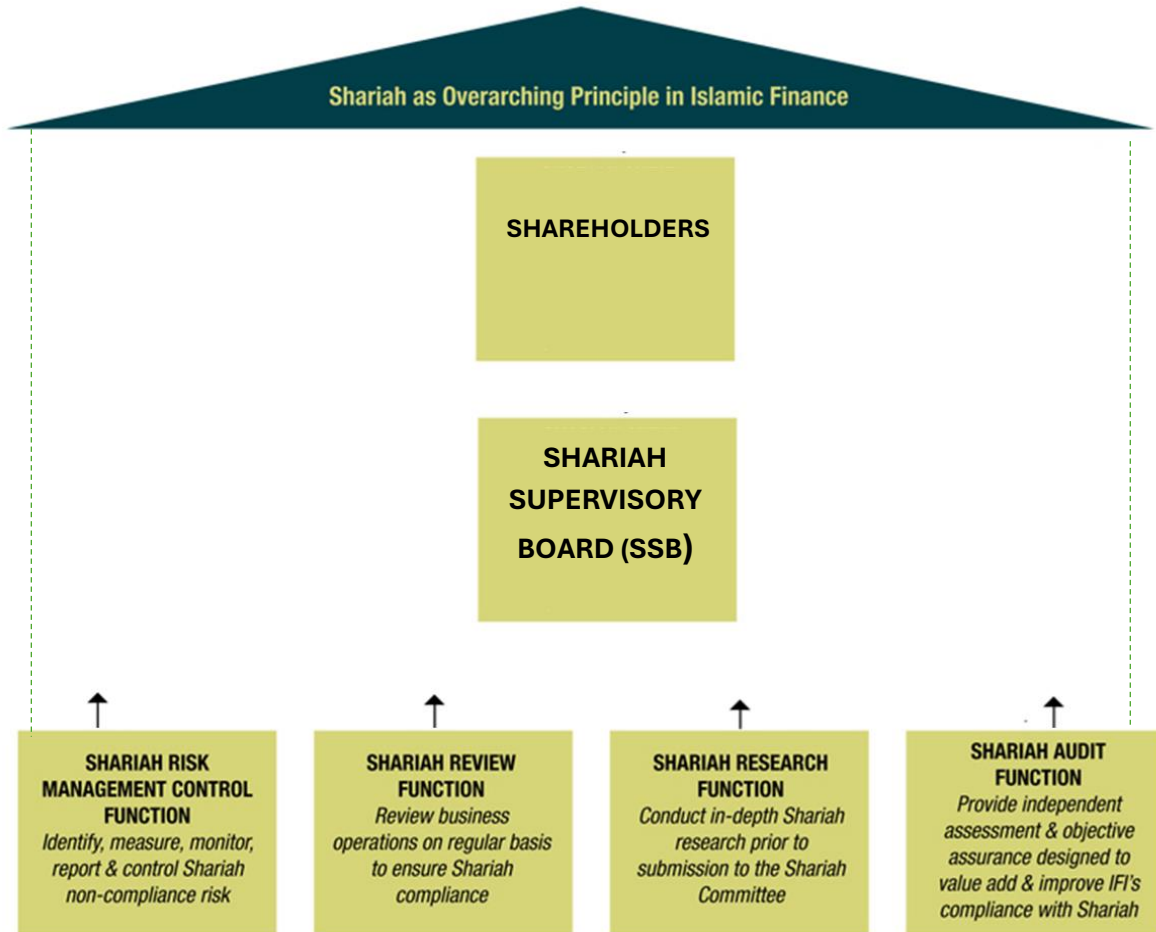 Shariah as Overarching Principle in Islamic Finance
SHAREHOLDERS
SHARIAH
SUPERVISORY
BOARD (SSB)
SHARIAH RISK
MANAGEMENT CONTROL
FUNCTION
Identify, measure, monitor,
report & control Shariah
non-compliance risk
SHARIAH REVIEW
FUNCTION
Review business
operations on regular basis
to ensure Shariah
compliance
SHARIAH RESEARCH
FUNCTION
Conduct in-depth Shariah
research prior to
submission to the Shariah
Committee
SHARIAH AUDIT
FUNCTION
Provide independent
assessment & objective
assurance designed to
value add & improve IFI's
compliance with Shariah